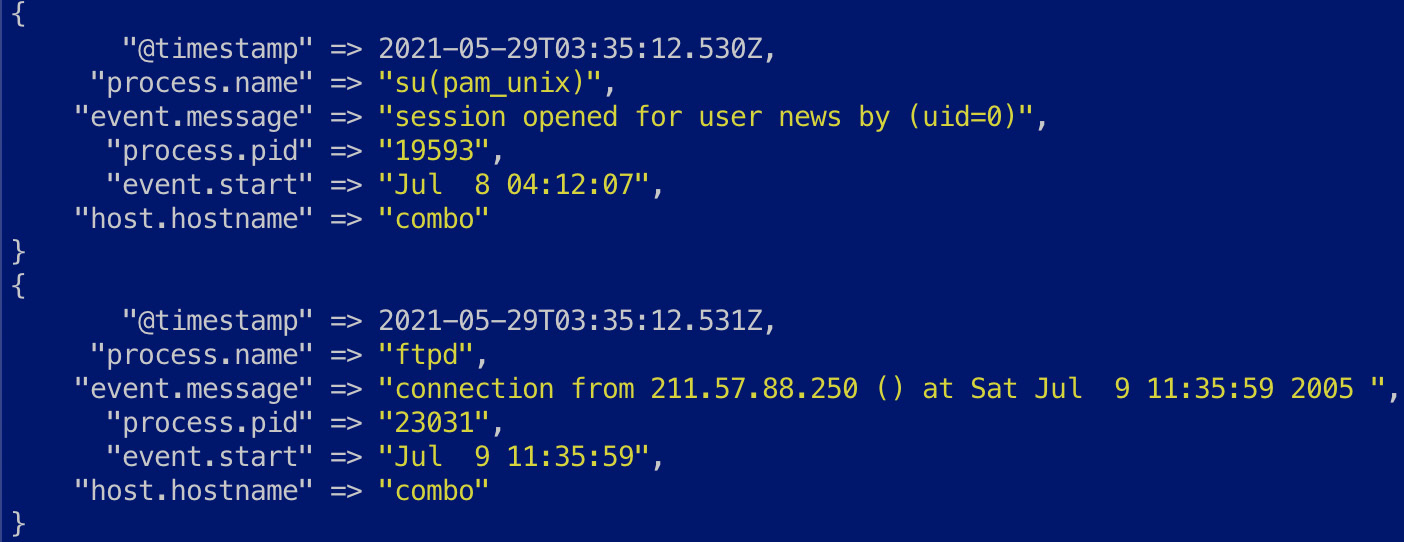 {
        "@timestamp" => 2021-05-29T03:35:12.530Z,
      "process.name" => "su(pam_unix)",
     "event.message" => "session opened for user news by (uid=0)",
       "process.pid" => "19593",
       "event.start" => "Jul  8 04:12:07",
     "host.hostname" => "combo"
}
{
        "@timestamp" => 2021-05-29T03:35:12.531Z,
      "process.name" => "ftpd",
     "event.message" => "connection from 211.57.88.250 () at Sat Jul  9 11:35:59 2005 ",
       "process.pid" => "23031",
       "event.start" => "Jul  9 11:35:59",
     "host.hostname" => "combo"
}